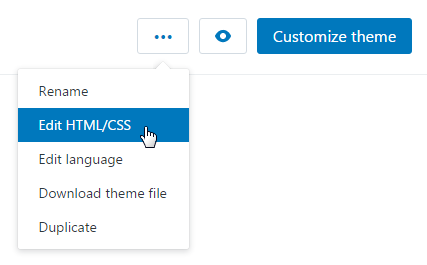 Customize theme
Rename
Edit HTML/CSS
Edit language
Download theme file
Duplicate